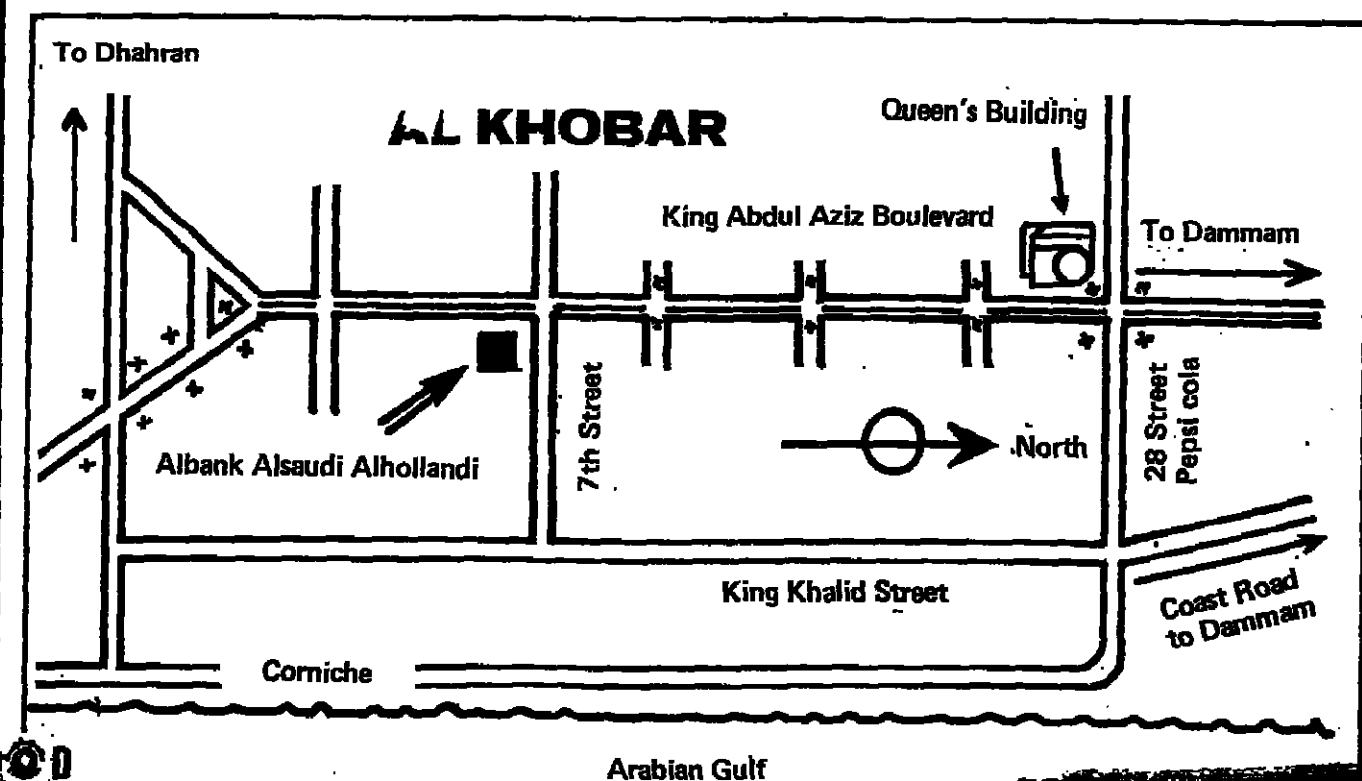 To Dhahran
AL KHOBAR
Queen's Building
King Abdul Aziz Boulevard
To Dammam
Albank Alsaudi Alhollandi
7th Street
North
28 Street
Pepsi cola
King Khalid Street
Coast Road
to Dammam
Corniche
Arabian Gulf